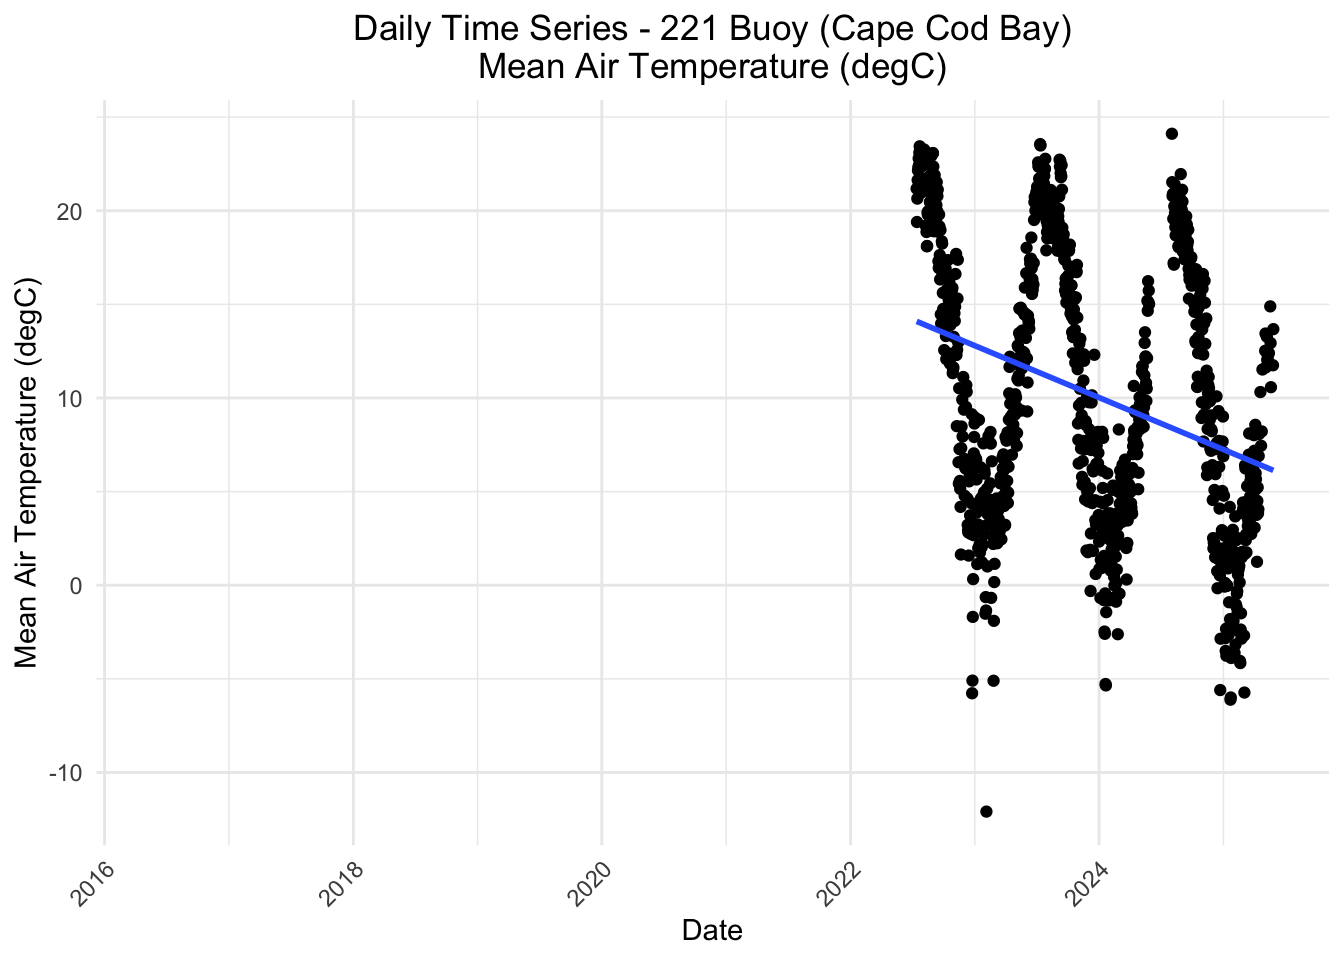 Daily Time Series - 221 Buoy (Cape Cod Bay)
Mean Air Temperature (degC)
Mean Air Temperature (degC)
20
10
0
-10
2016
2018
2020
2022
2024
Date